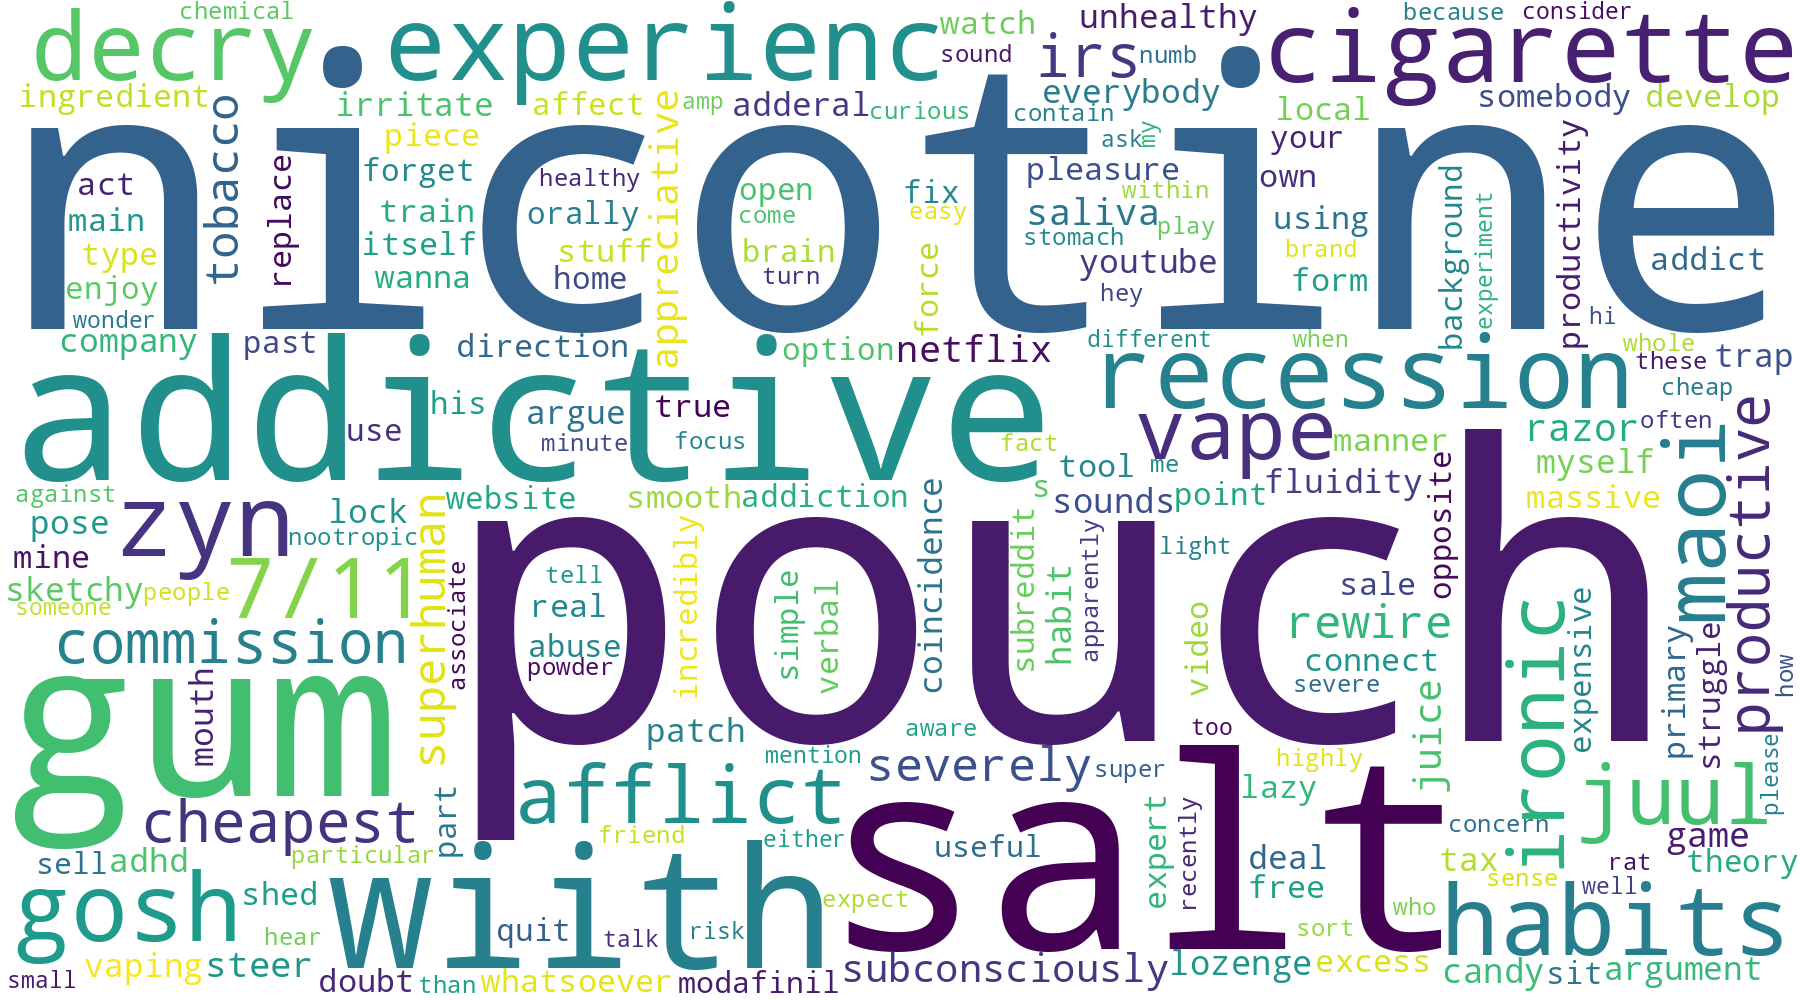 chemical
decry
experienc
watch
unhealthy
because
consider
cigarette
sound
irs
numb
ingredient
irritate
affect
amp
adderal
curious
everybody
contain
local
somebody
develop
nicotine
tobacco
replace
piece
forget
train
itself
wanna
healthy
orally
stuff
home
appreciative
open
come
brain
turn
fix
easy
force
ask
my
pleasure
within
saliva
stomach
play
youtube
hey
your
own
using
brand
form
background
experiment
productivity
addict
hi
act
main
type
enjoy
wonder
company
past
direction
option
netflix
different
when
whole
these
trap
cheap
addictive
recession
his
use
argue
minute
true
focus
fact
vape
manner
razor
often
myself
tool
me
s
sounds
point
fluidity
opposite
massive
maoi
productive
against
pose
mine
zyn
lock
nootropic
website
smooth
addiction
coincidence
subreddit
habit
apparently
light
sketchy
people
someone
7/11
superhuman
associate
pouch
tell
real
abuse
powder
incredibly
simple
verbal
video
sale
rewire
connect
severe
ironic
expensive
primary
struggle
how
commission
gum
mouth
patch
mention
aware
too
highly
juice
please
cheapest
part
afflict
severely
super
lazy
juul
friend
either
useful
expert
recently
deal
free
concern
tax
sense
game
rat
theory
well
sell
adhd
particular
gosh
shed
hear
wiith
expect
salt
who
sort
habits
quit
talk
risk
small
vaping
steer
doubt
than
whatsoever
modafinil
subconsciously
lozenge
excess
candy
sit
argument